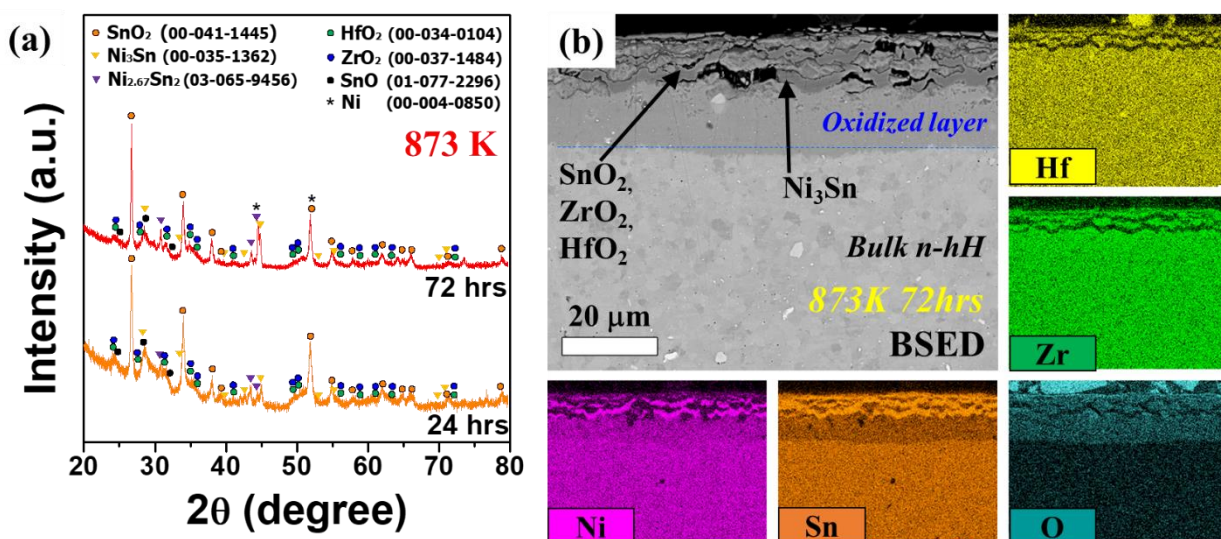 (a)
SnO₂ (00-041-1445)
Ni₃Sn (00-035-1362)
Ni₂.₆₇Sn₂ (03-065-9456)
HfO₂ (00-034-0104)
ZrO₂ (00-037-1484)
SnO (01-077-2296)
* Ni (00-004-0850)
873 K
72 hrs
24 hrs
Intensity (a.u.)
20 30 40 50 60 70 80
2θ (degree)
(b)
Oxidized layer
SnO₂,
ZrO₂,
HfO₂
Ni₃Sn
Bulk n-hH
873K 72hrs
20 μm
BSED
Hf
Zr
Ni
Sn
O